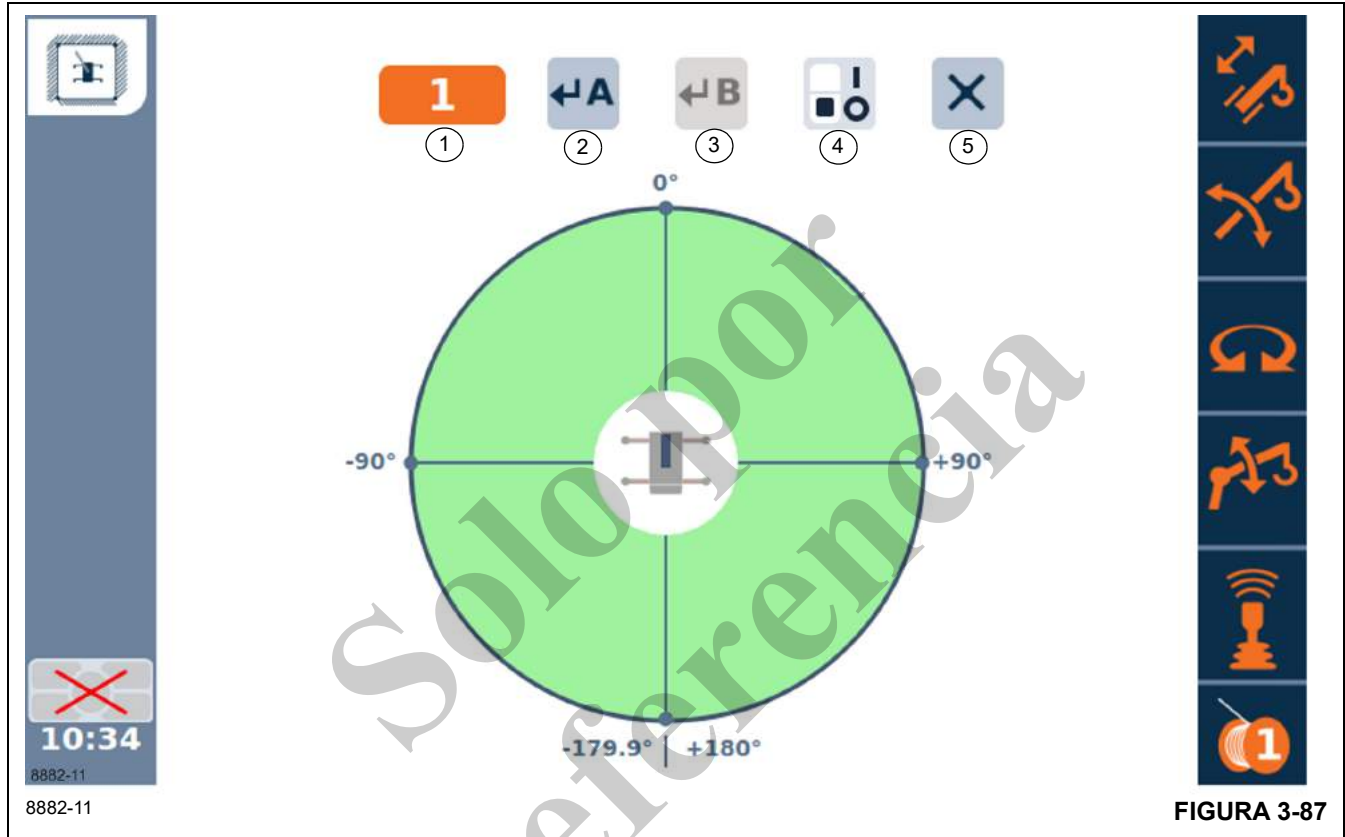 1
A
B
1
2
3
4
5
0°
-90°
+90°
-179.9° | +180°
Solo por
referencia
10:34
1
8882-11
8882-11
FIGURA 3-87